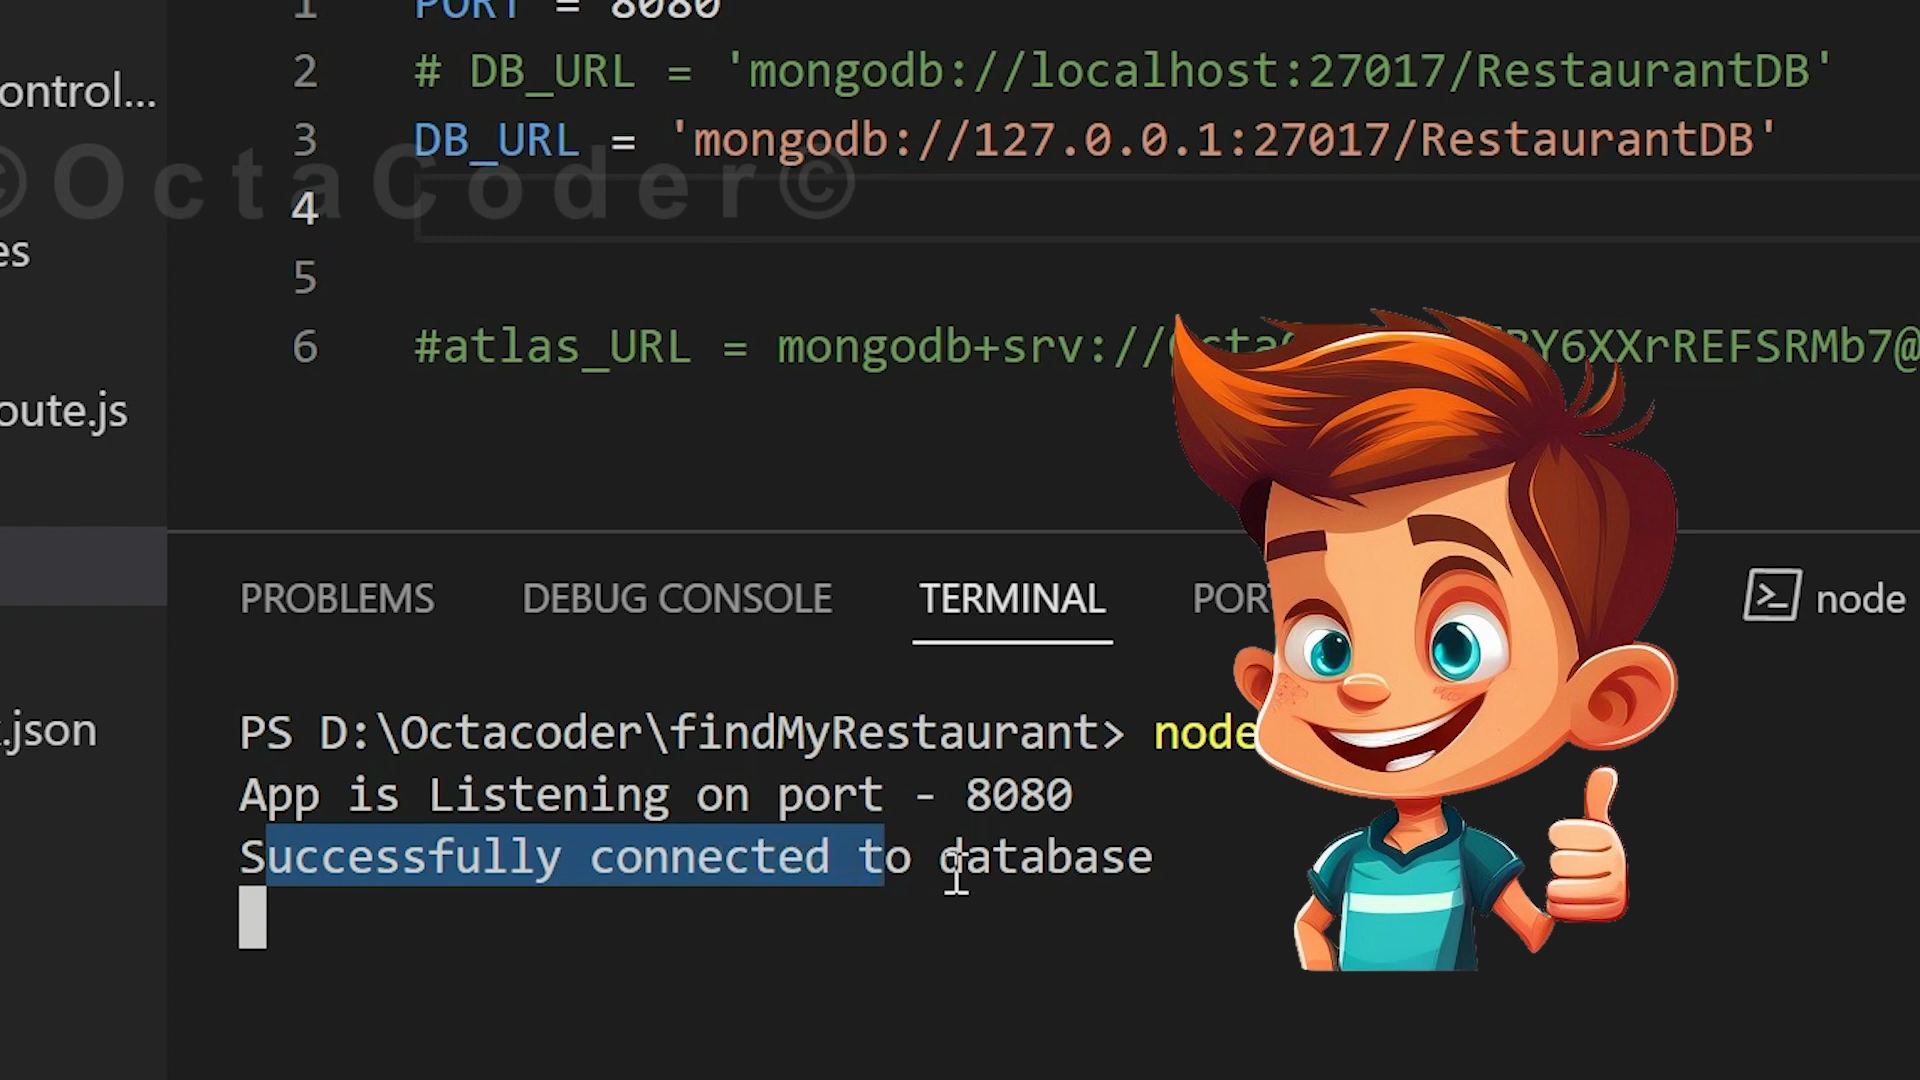 1 PORT = 8080
ontrol... 2 # DB_URL = 'mongodb://localhost:27017/RestaurantDB'
3 DB_URL = 'mongodb://127.0.0.1:27017/RestaurantDB'
©OctaCoder©
4
es
5
6 #atlas_URL = mongodb+srv://
oute.js
PROBLEMS DEBUG CONSOLE TERMINAL node
PS D:\Octacoder\findMyRestaurant> node
.json
App is Listening on port - 8080
Successfully connected to database